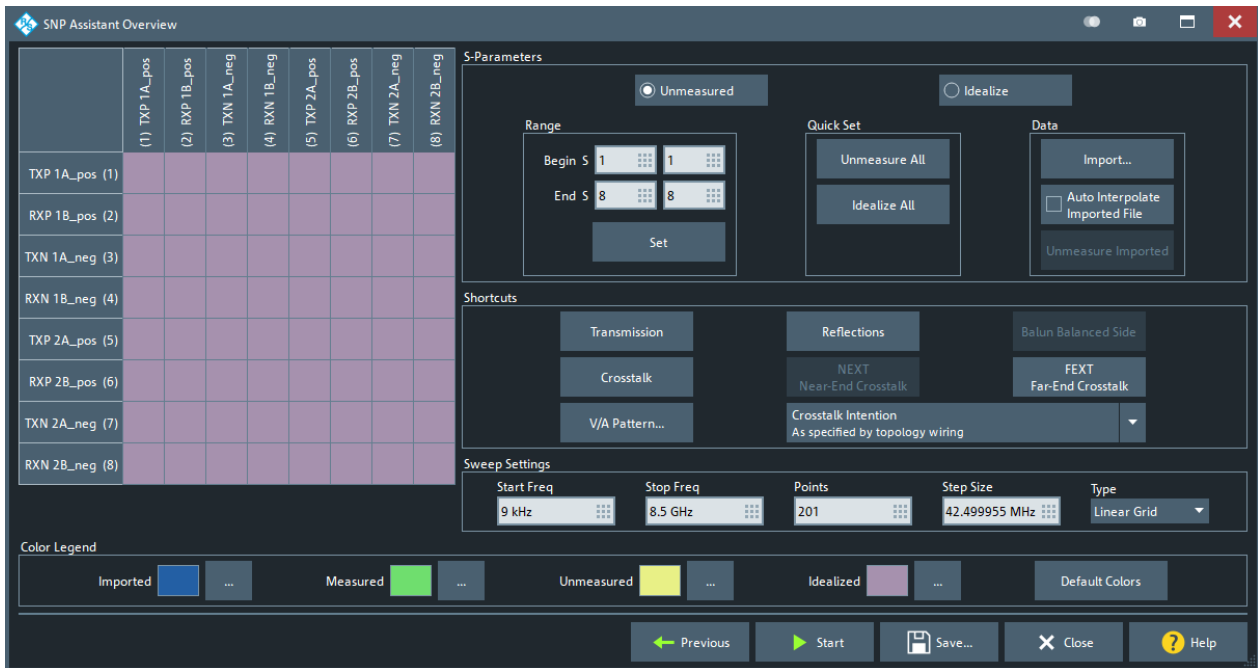 SNP Assistant Overview
(1) TXP 1A_pos
(2) RXP 1B_pos
(3) TXN 1A_neg
(4) RXN 1B_neg
(5) TXP 2A_pos
(6) RXP 2B_pos
(7) TXN 2A_neg
(8) RXN 2B_neg
TXP 1A_pos (1)
RXP 1B_pos (2)
TXN 1A_neg (3)
RXN 1B_neg (4)
TXP 2A_pos (5)
RXP 2B_pos (6)
TXN 2A_neg (7)
RXN 2B_neg (8)
S-Parameters
Unmeasured
Idealize
Range
Begin S 1 1
End S 8 8
Set
Quick Set
Unmeasure All
Idealize All
Data
Import...
Auto Interpolate
Imported File
Unmeasure Imported
Shortcuts
Transmission
Reflections
Balun Balanced Side
Crosstalk
NEXT
Near-End Crosstalk
FEXT
Far-End Crosstalk
V/A Pattern...
Crosstalk Intention
As specified by topology wiring
Sweep Settings
Start Freq
9 kHz
Stop Freq
8.5 GHz
Points
201
Step Size
42.499955 MHz
Type
Linear Grid
Color Legend
Imported ...
Measured ...
Unmeasured ...
Idealized ...
Default Colors
Previous
Start
Save...
Close
Help